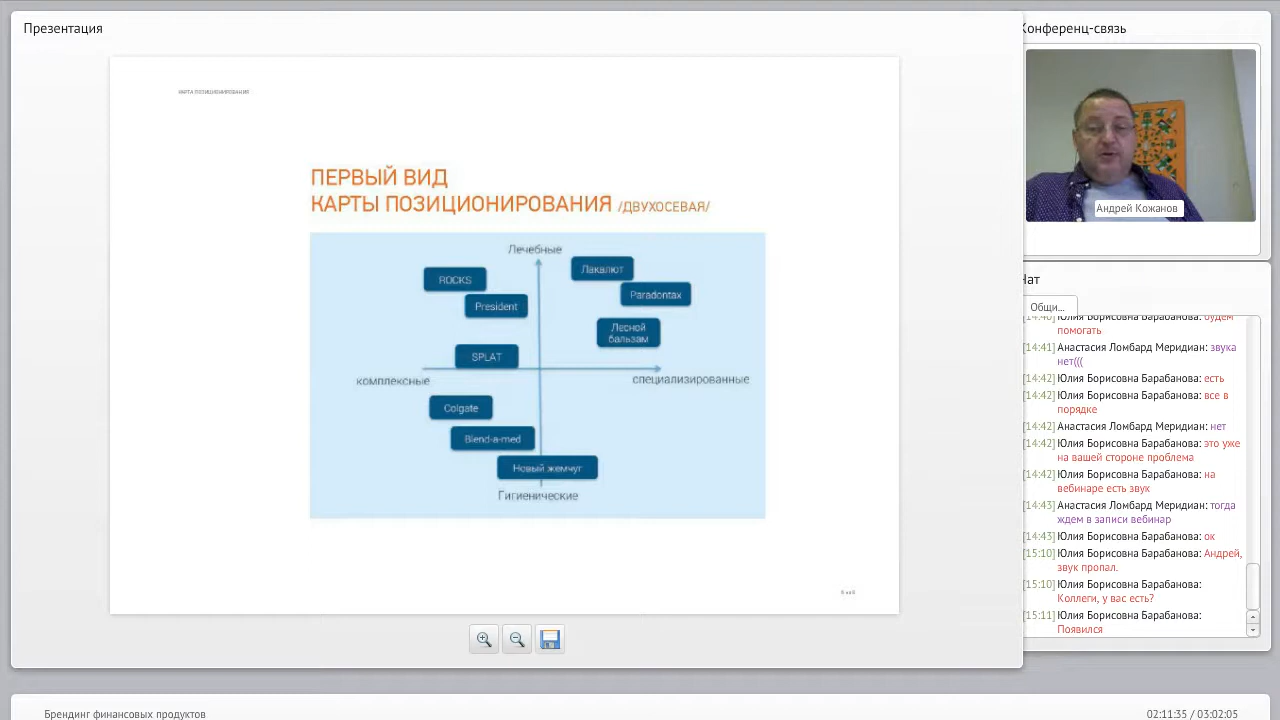 Презентация
КАРТА ПОЗИЦИОНИРОВАНИЯ
ПЕРВЫЙ ВИД
КАРТЫ ПОЗИЦИОНИРОВАНИЯ /ДВУХОСЕВАЯ/
Лечебные
ROCKS
Лакалют
President
Paradontax
Лесной
бальзам
SPLAT
комплексные
специализированные
Colgate
Blend-a-med
Новый жемчуг
Гигиенические
Конференц-связь
Андрей Кожанов
Чат
Общи...
[14:40] Юлия Борисовна Барабанова: будем
помогать
[14:41] Анастасия Ломбард Меридиан: звука
нет(((
[14:42] Юлия Борисовна Барабанова: есть
[14:42] Юлия Борисовна Барабанова: все в
порядке
[14:42] Анастасия Ломбард Меридиан: нет
[14:42] Юлия Борисовна Барабанова: это уже
на вашей стороне проблема
[14:42] Юлия Борисовна Барабанова: на
вебинаре есть звук
[14:43] Анастасия Ломбард Меридиан: тогда
ждем в записи вебинар
[14:43] Юлия Борисовна Барабанова: ок
[15:10] Юлия Борисовна Барабанова: Андрей,
звук пропал.
[15:10] Юлия Борисовна Барабанова:
Коллеги, у вас есть?
[15:11] Юлия Борисовна Барабанова:
Появился
Брендинг финансовых продуктов
02:11:35 / 03:02:05